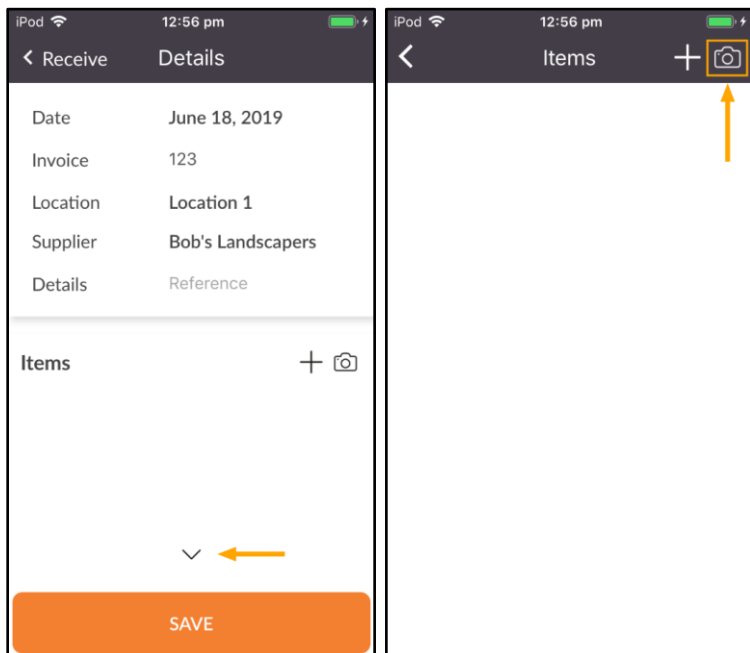 iPod 12:56 pm
Receive Details
Date June 18, 2019
Invoice 123
Location Location 1
Supplier Bob's Landscapers
Details Reference
Items
SAVE
iPod 12:56 pm
Items